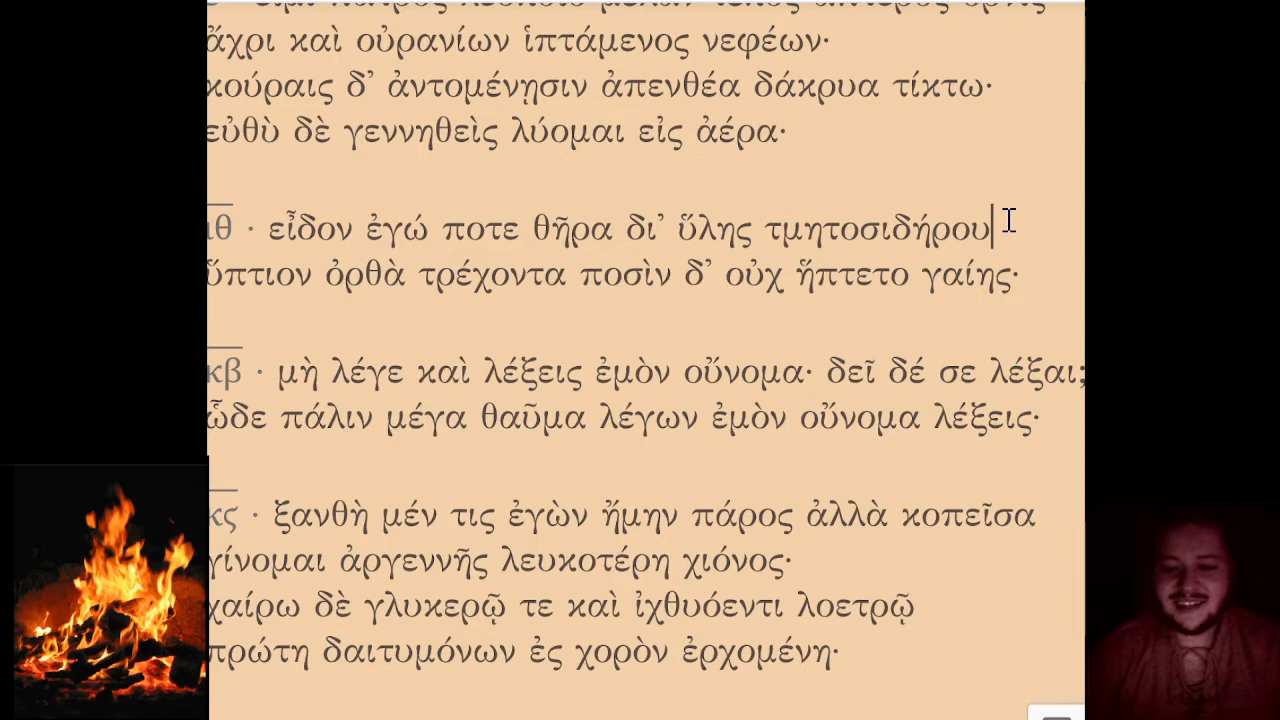 ἄχρι καὶ οὐρανίων ἱπτάμενος νεφέων·
κούραις δ’ ἀντομένῃσιν ἀπενθέα δάκρυα τίκτω·
εὐθὺ δὲ γεννηθεὶς λύομαι εἰς ἀέρα·
ιθ · εἶδον ἐγώ ποτε θῆρα δι’ ὕλης τμητοσιδήρου
ὕπτιον ὀρθὰ τρέχοντα ποσὶν δ’ οὐχ ἥπτετο γαίης·
κβ · μὴ λέγε καὶ λέξεις ἐμὸν οὔνομα· δεῖ δέ σε λέξαι;
ὧδε πάλιν μέγα θαῦμα λέγων ἐμὸν οὔνομα λέξεις·
κς · ξανθὴ μέν τις ἐγὼν ἤμην πάρος ἀλλὰ κοπεῖσα
γίνομαι ἀργεννῆς λευκοτέρη χιόνος·
χαίρω δὲ γλυκερῷ τε καὶ ἰχθυόεντι λοετρῷ
πρώτη δαιτυμόνων ἐς χορὸν ἐρχομένη·